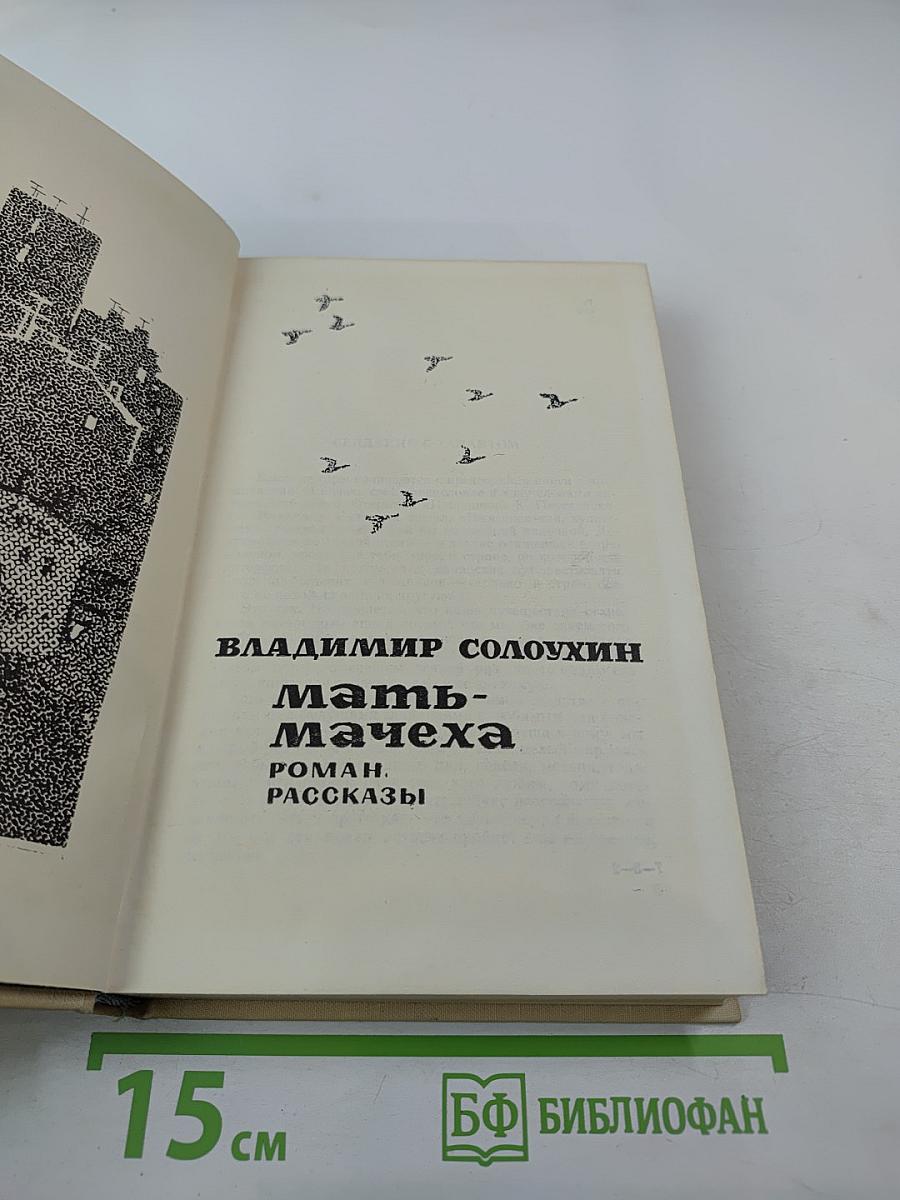 ВЛАДИМИР СОЛОУХИН
Мать-
мачеха
РОМАН.
РАССКАЗЫ
15 см
БФ БИБЛИОФАН